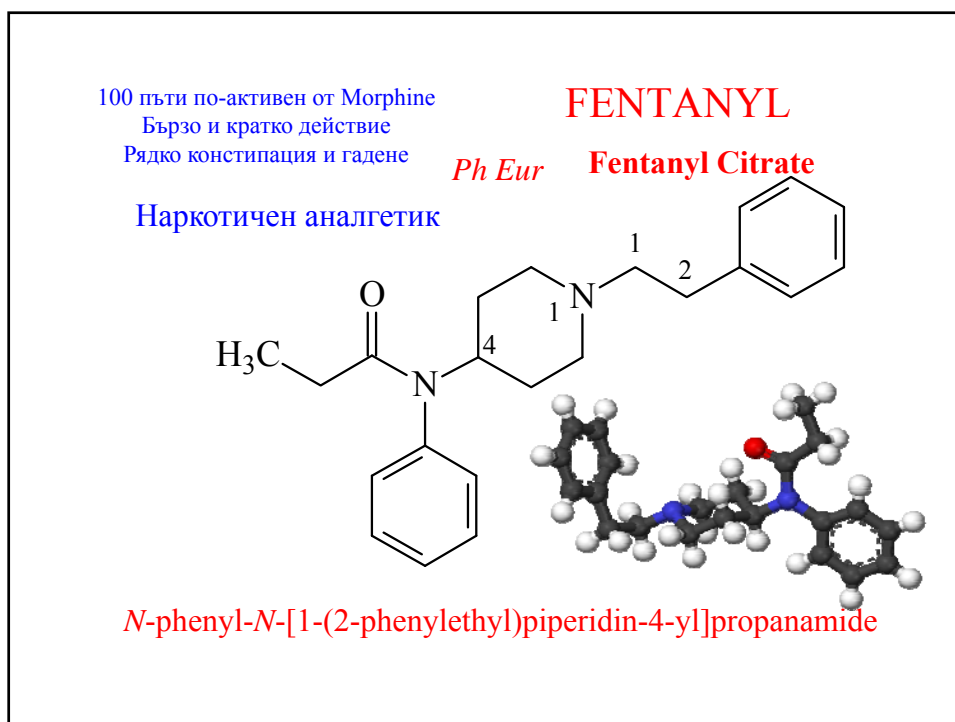 100 пъти по-активен от Morphine
Бързо и кратко действие
Рядко констипация и гадене
FENTANYL
Ph Eur
Fentanyl Citrate
Наркотичен аналгетик
1
2
O
N
1
4
H3C
N
N-phenyl-N-[1-(2-phenylethyl)piperidin-4-yl]propanamide